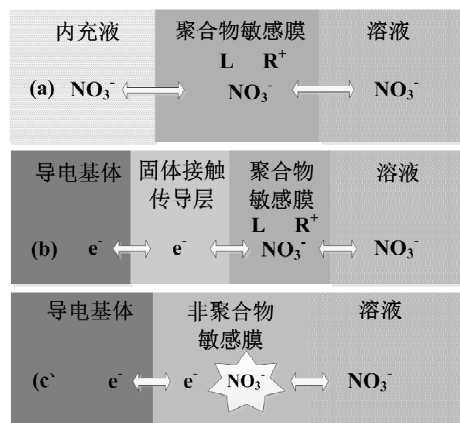 内充液 聚合物敏感膜 溶液
L R⁺
(a) NO₃⁻ NO₃⁻ NO₃⁻
导电基体 固体接触传导层 聚合物敏感膜 溶液
L R⁺
(b) e⁻ e⁻ NO₃⁻ NO₃⁻
导电基体 非聚合物敏感膜 溶液
(c、 e⁻ e⁻ NO₃⁻ NO₃⁻